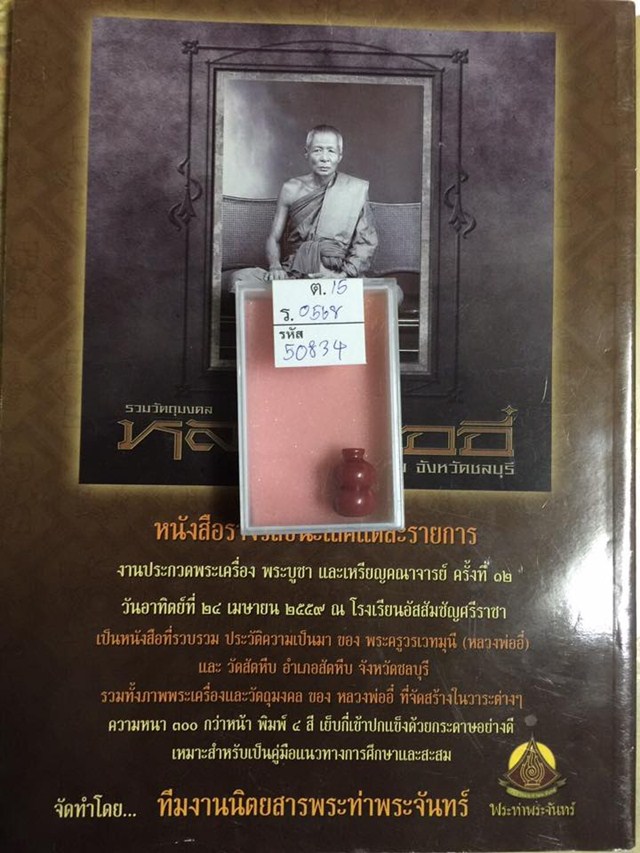 ต. 15
ร. 0568
รหัส
50834
รวมวัตถุมงคล
อี๋
จังหวัดชลบุรี
งานประกวดพระเครื่อง พระบูชา และเหรียญคณาจารย์ ครั้งที่ ๑๒
วันอาทิตย์ที่ ๒๔ เมษายน ๒๕๕๙ ณ โรงเรียนอัสสัมชัญศรีราชา
เป็นหนังสือที่รวบรวม ประวัติความเป็นมา ของ พระครูวรเวทมุนี (หลวงพ่ออี๋)
และ วัดสัตหีบ อำเภอสัตหีบ จังหวัดชลบุรี
รวมทั้งภาพพระเครื่องและวัตถุมงคล ของ หลวงพ่ออี๋ ที่จัดสร้างในวาระต่างๆ
ความหนา ๓๐๐ กว่าหน้า พิมพ์ ๔ สี เย็บกี่เข้าปกแข็งด้วยกระดาษอย่างดี
เหมาะสำหรับเป็นคู่มือแนวทางการศึกษาและสะสม
จัดทำโดย... ทีมงานนิตยสารพระท่าพระจันทร์
พระท่าพระจันทร์